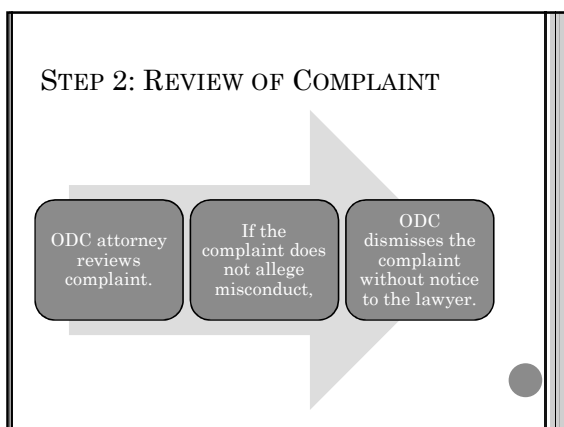 STEP 2: REVIEW OF COMPLAINT
ODC attorney
reviews
complaint.
If the
complaint does
not allege
misconduct,
ODC
dismisses the
complaint
without notice
to the lawyer.